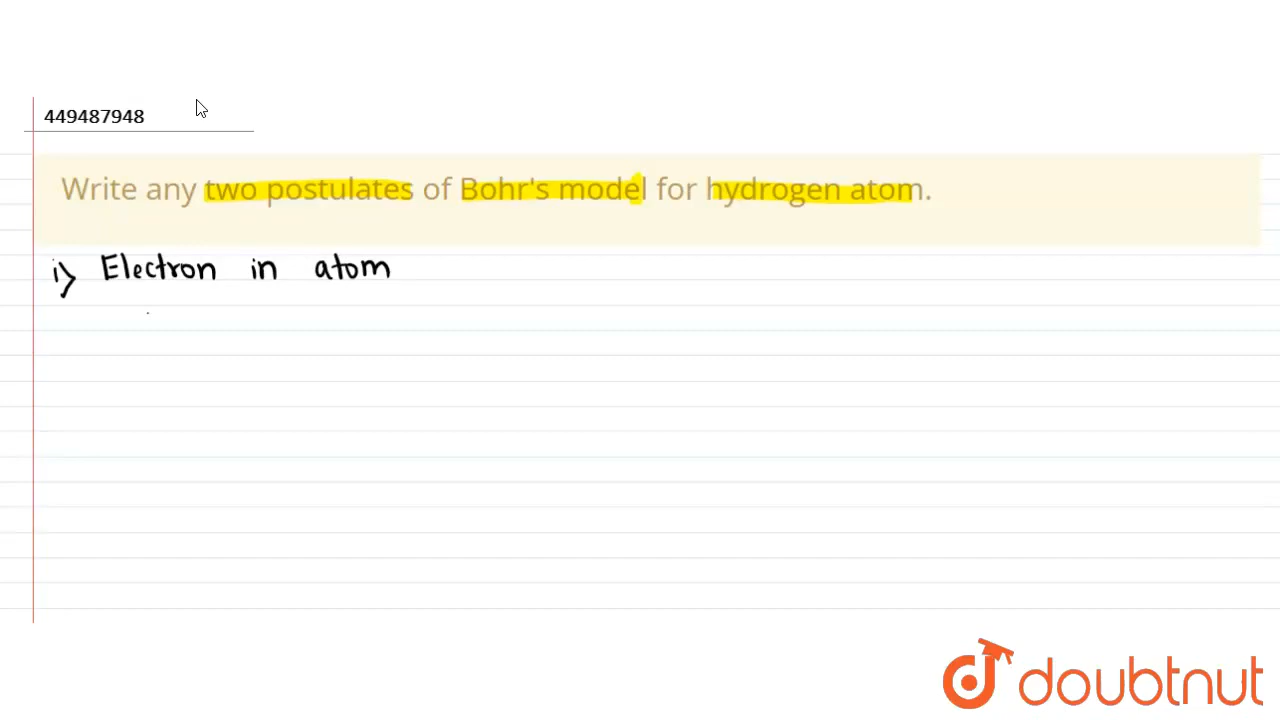 449487948
Write any two postulates of Bohr's model for hydrogen atom.
i) Electron in atom
doubtnut